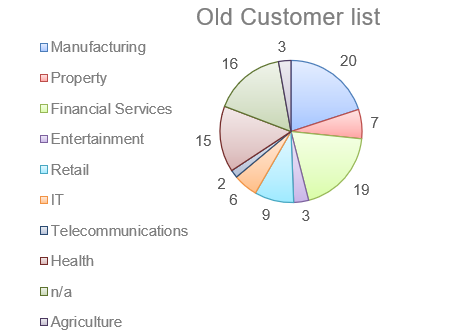 Old Customer list
Manufacturing
Property
Financial Services
Entertainment
Retail
IT
Telecommunications
Health
n/a
Agriculture
3
20
16
7
15
19
2
6
9
3